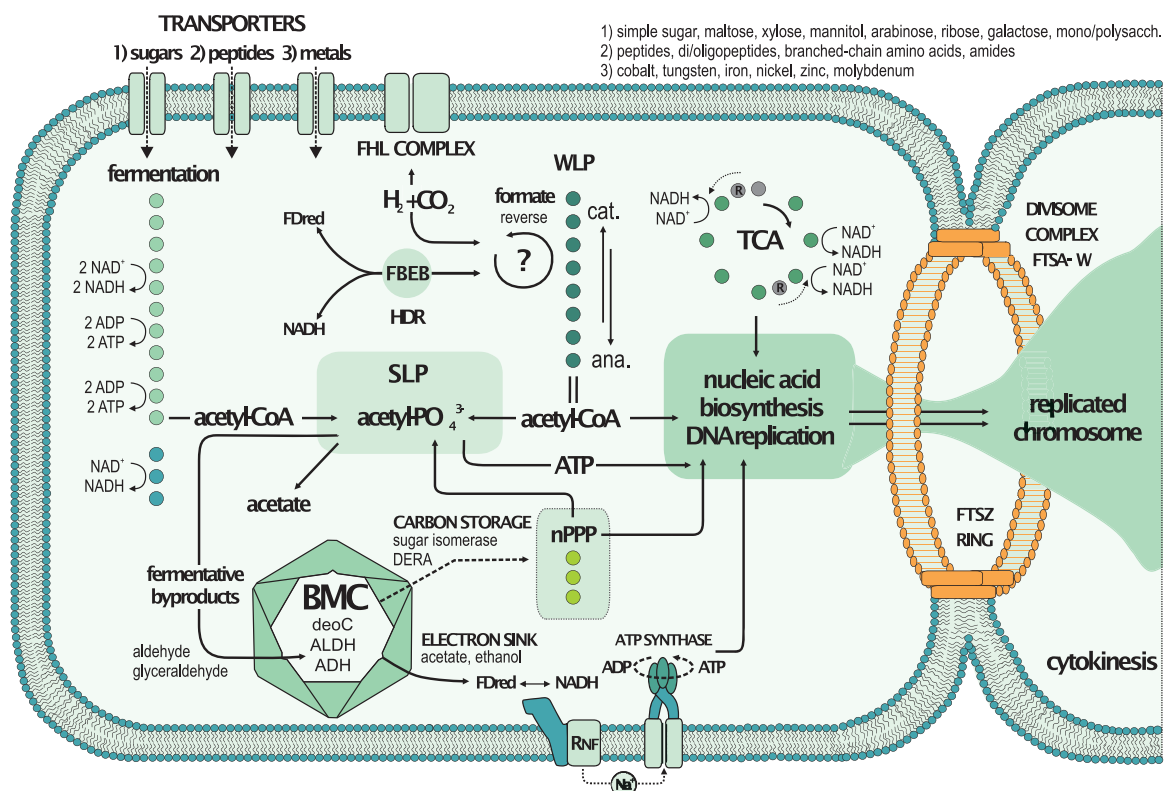 TRANSPORTERS
1) sugars 2) peptides 3) metals
1) simple sugar, maltose, xylose, mannitol, arabinose, ribose, galactose, mono/polysacch.
2) peptides, di/oligopeptides, branched-chain amino acids, amides
3) cobalt, tungsten, iron, nickel, zinc, molybdenum
fermentation
2 NAD⁺
2 NADH
2 ADP
2 ATP
2 ADP
2 ATP
NAD⁺
NADH
FHL COMPLEX
H₂+CO₂
FDred
FBEB
NADH
HDR
formate
reverse
?
WLP
cat.
ana.
NADH
NAD⁺
R
TCA
NAD⁺
NADH
NAD⁺
NADH
R
DIVISOME
COMPLEX
FTSA-W
SLP
acetyl-CoA
acetyl-PO₄³⁻
acetyl-CoA
ATP
acetate
nucleic acid
biosynthesis
DNA replication
replicated
chromosome
FTSZ
RING
CARBON STORAGE
sugar isomerase
DERA
nPPP
fermentative
byproducts
aldehyde
glyceraldehyde
BMC
deoC
ALDH
ADH
ELECTRON SINK
acetate, ethanol
FDred
NADH
ATP SYNTHASE
ADP
ATP
RNF
Na⁺
cytokinesis